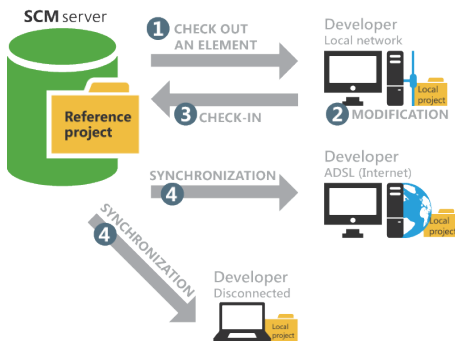 SCM server
Reference
project
1 CHECK OUT
AN ELEMENT
3 CHECK-IN
Developer
Local network
Local
project
2 MODIFICATION
SYNCHRONIZATION
4
Developer
ADSL (Internet)
Local
project
SYNCHRONIZATION
4
Developer
Disconnected
Local
project